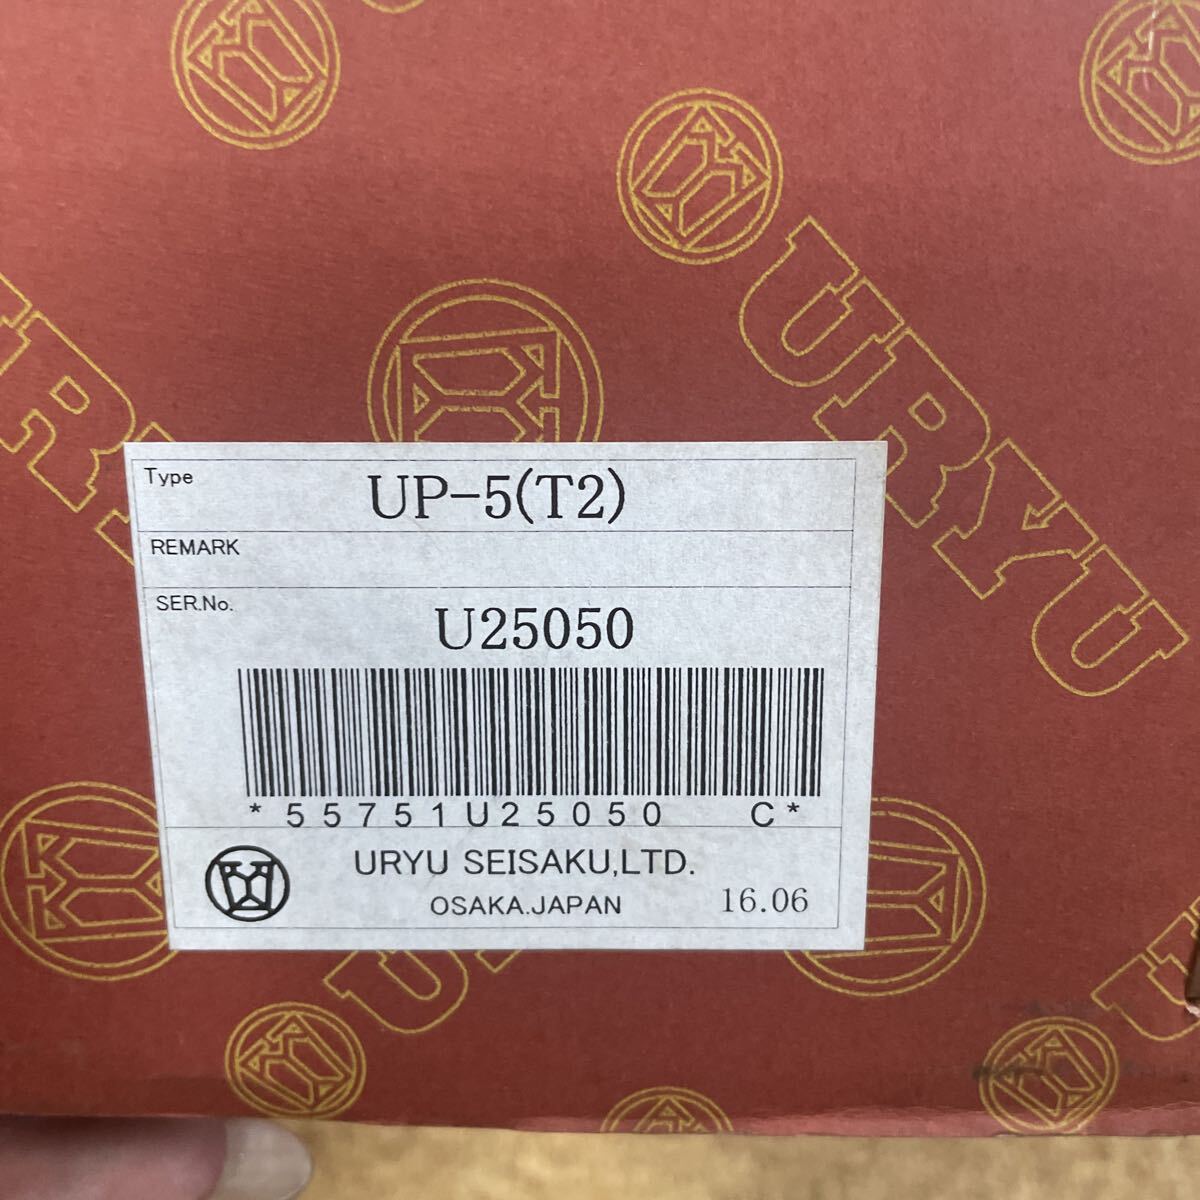 URYU
Type
UP-5(T2)
REMARK
SER.No.
U25050
*55751U25050 C*
URYU SEISAKU,LTD.
OSAKA.JAPAN
16.06